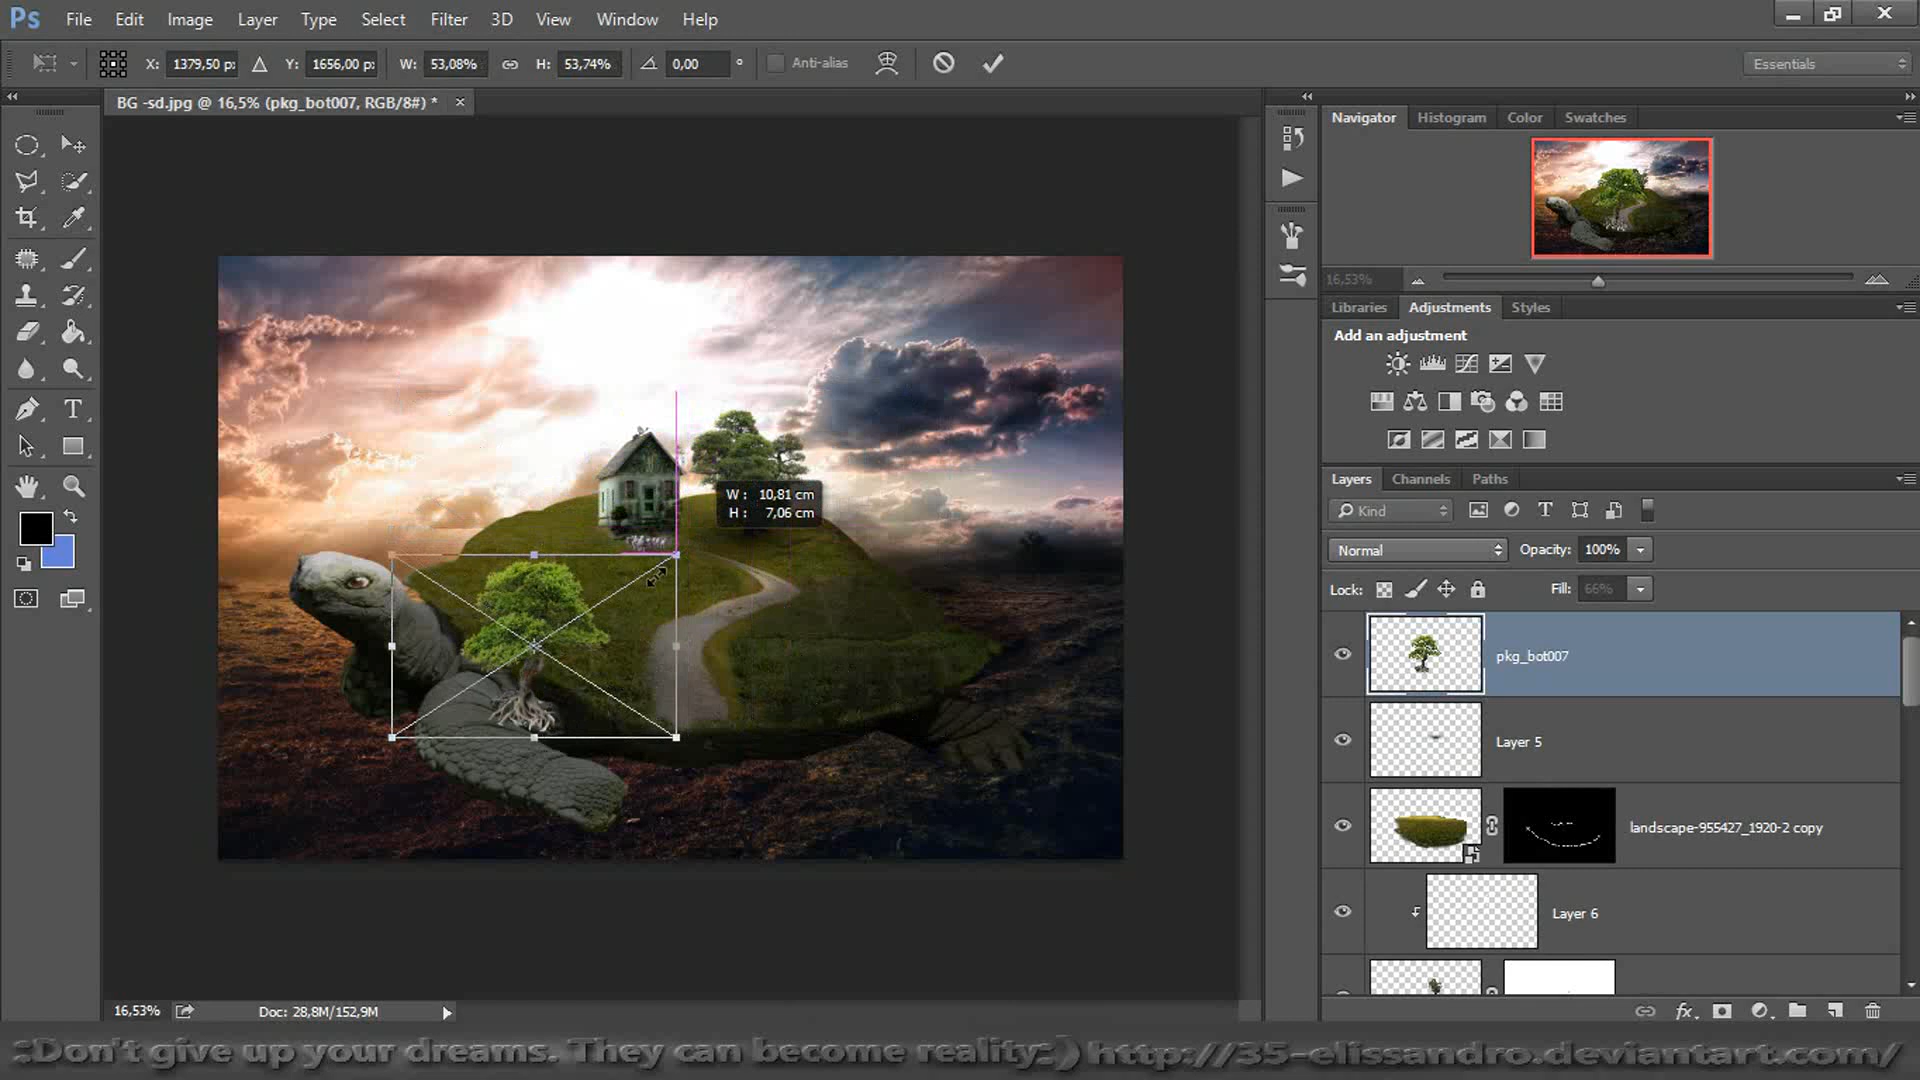 Ps File Edit Image Layer Type Select Filter 3D View Window Help
X: 1379,50 p: Y: 1656,00 p: W: 53,08% H: 53,74% 0,00 ° Anti-alias Essentials
BG -sd.jpg @ 16,5% (pkg_bot007, RGB/8#) * ×
Navigator Histogram Color Swatches
16,53%
Libraries Adjustments Styles
Add an adjustment
W : 10,81 cm
H : 7,06 cm
Layers Channels Paths
Kind
Normal Opacity: 100%
Lock: Fill: 66%
pkg_bot007
Layer 5
landscape-955427_1920-2 copy
Layer 6
fx
16,53% Doc: 28,8M/152,9M
::Don't give up your dreams. They can become reality:;) http://35-elissandro.deviantart.com/